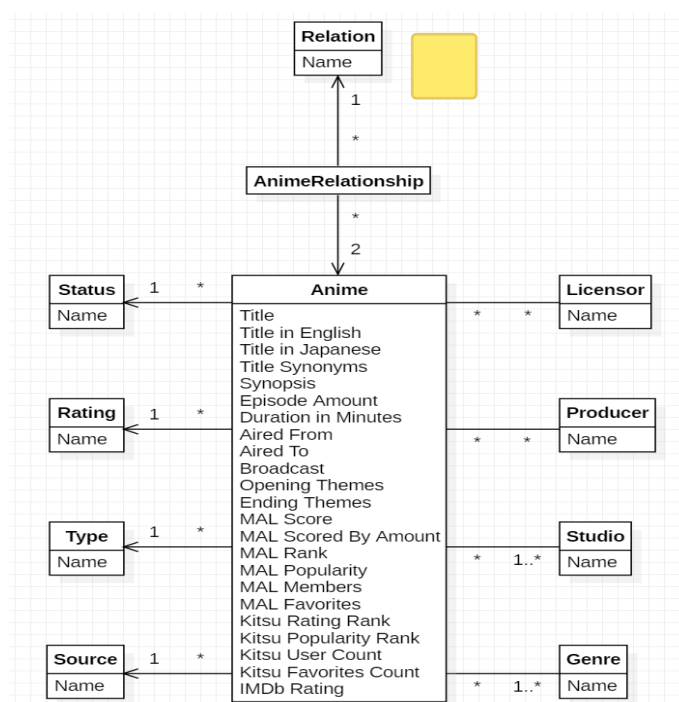 Relation
Name
1
*
AnimeRelationship
*
2
Status
Name
1 *
Rating
Name
1 *
Type
Name
1 *
Source
Name
1 *
Anime
Title
Title in English
Title in Japanese
Title Synonyms
Synopsis
Episode Amount
Duration in Minutes
Aired From
Aired To
Broadcast
Opening Themes
Ending Themes
MAL Score
MAL Scored By Amount
MAL Rank
MAL Popularity
MAL Members
MAL Favorites
Kitsu Rating Rank
Kitsu Popularity Rank
Kitsu User Count
Kitsu Favorites Count
IMDb Rating
* *
Licensor
Name
* *
Producer
Name
* 1..*
Studio
Name
* 1..*
Genre
Name